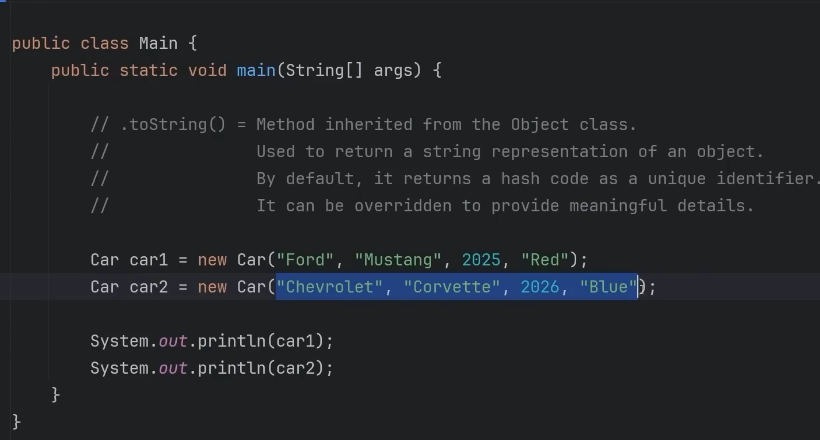 public class Main {
public static void main(String[] args) {
// .toString() = Method inherited from the Object class.
// Used to return a string representation of an object.
// By default, it returns a hash code as a unique identifier.
// It can be overridden to provide meaningful details.
Car car1 = new Car("Ford", "Mustang", 2025, "Red");
Car car2 = new Car("Chevrolet", "Corvette", 2026, "Blue");
System.out.println(car1);
System.out.println(car2);
}
}